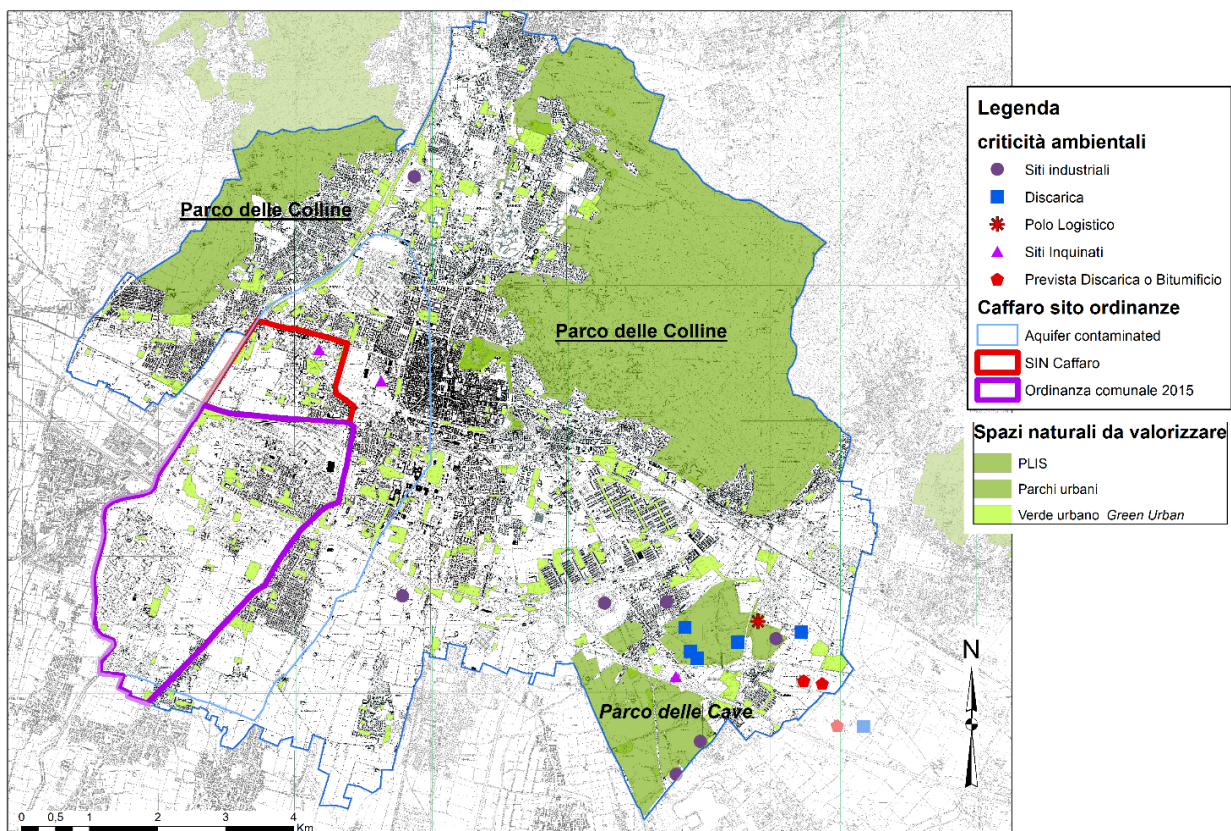 Parco delle Colline
Parco delle Colline
Parco delle Cave
Legenda
criticità ambientali
Siti industriali
Discarica
Polo Logistico
Siti Inquinati
Prevista Discarica o Bitumificio
Caffaro sito ordinanze
Aquifer contaminated
SIN Caffaro
Ordinanza comunale 2015
Spazi naturali da valorizzare
PLIS
Parchi urbani
Verde urbano Green Urban
N
0 0,5 1 2 3 4
Km